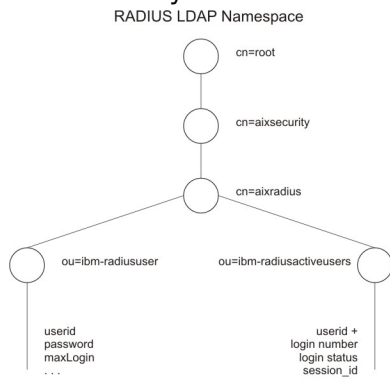 RADIUS LDAP Namespace
cn=root
cn=aixsecurity
cn=aixradius
ou=ibm-radiususer
ou=ibm-radiusactiveusers
userid
password
maxLogin
. . .
userid +
login number
login status
session_id